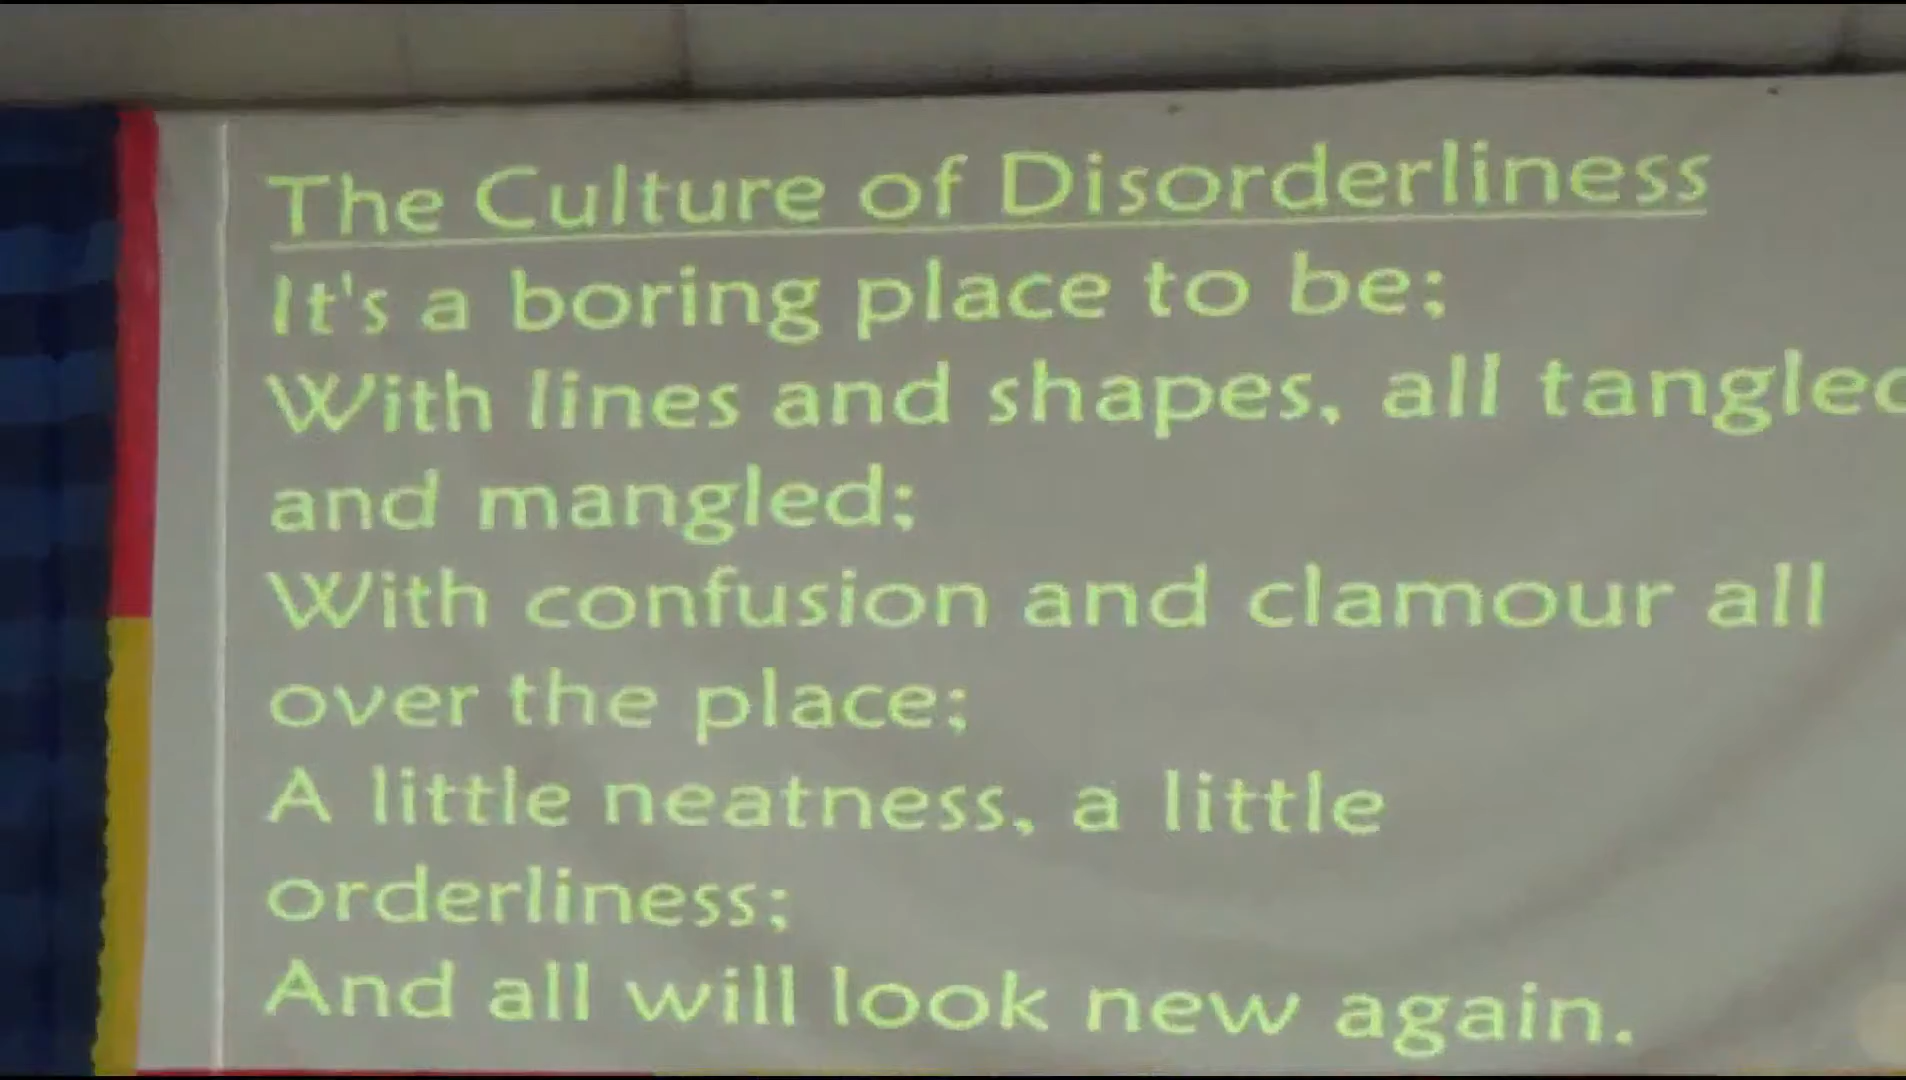 The Culture of Disorderliness
It's a boring place to be;
With lines and shapes, all tangled
and mangled;
With confusion and clamour all
over the place;
A little neatness, a little
orderliness;
And all will look new again.